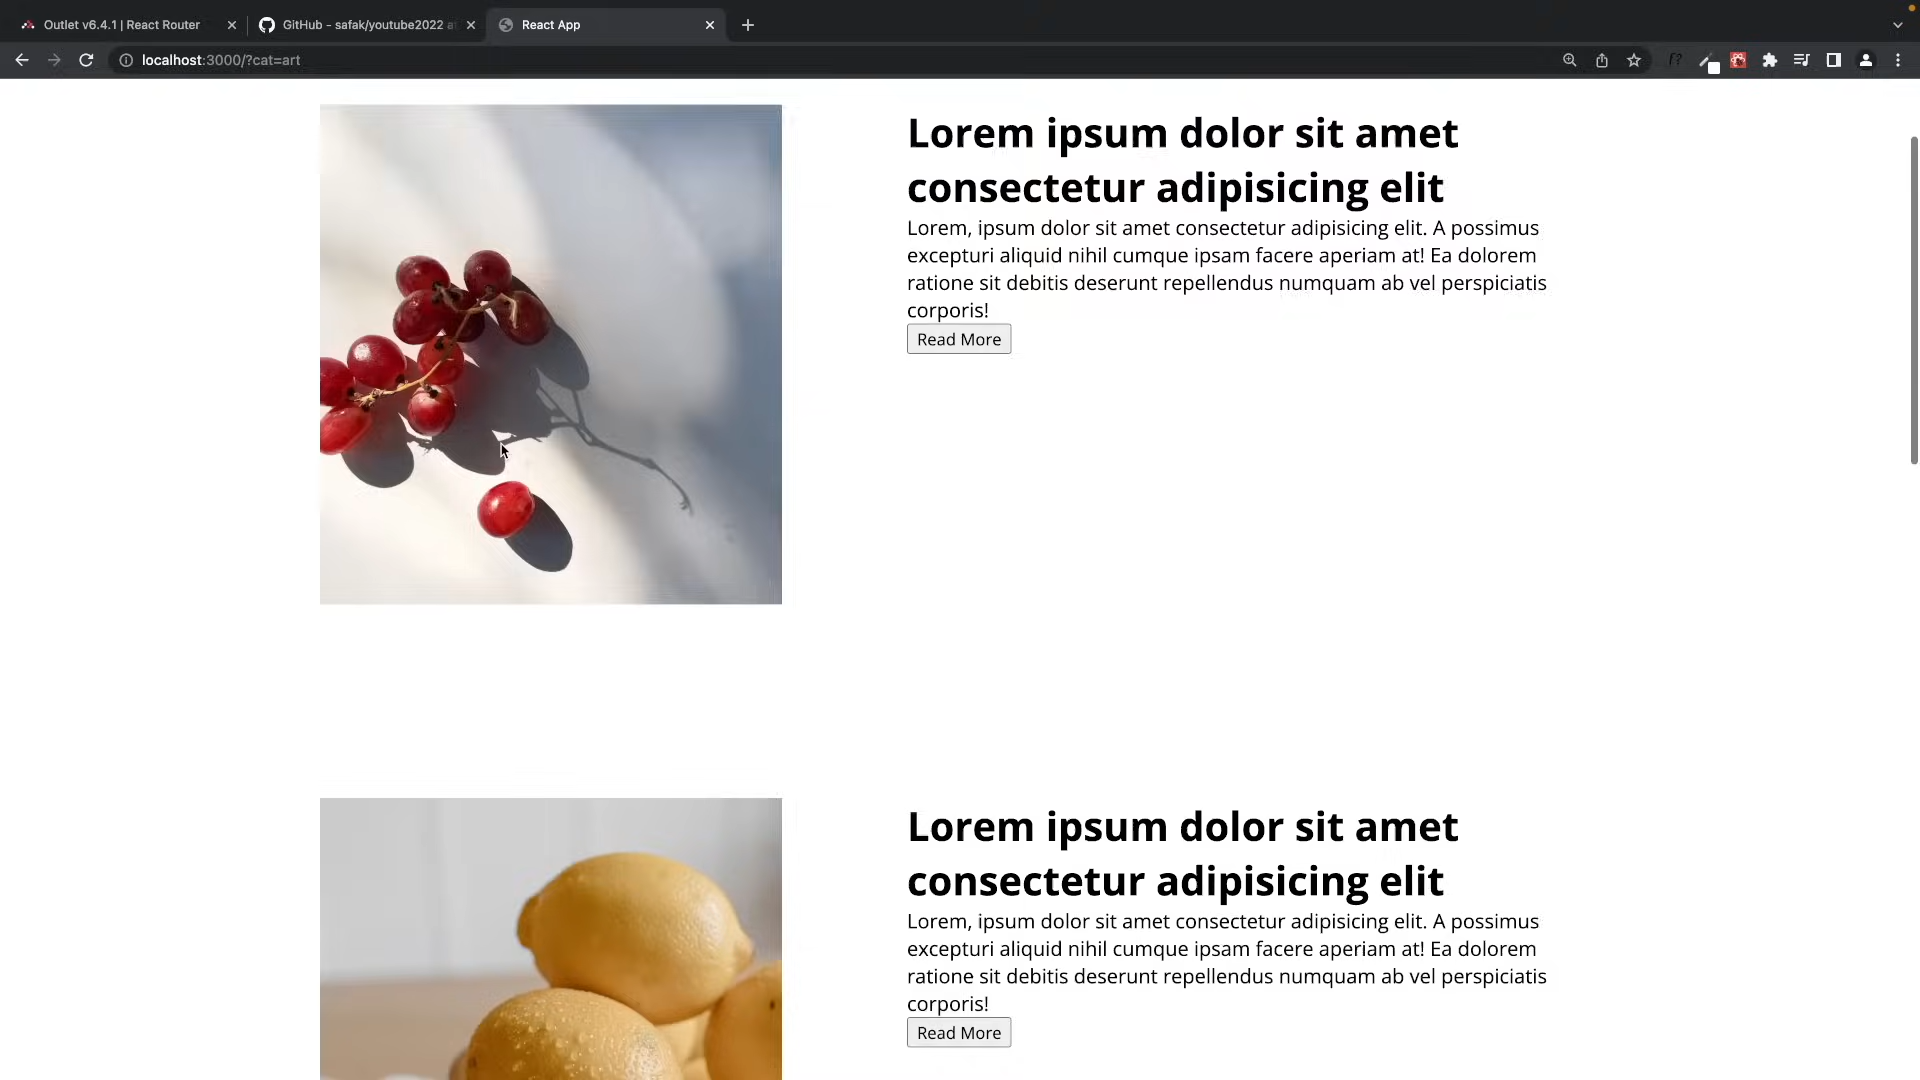 Outlet v6.4.1 | React Router
GitHub - safak/youtube2022 a
React App
localhost:3000/?cat=art
Lorem ipsum dolor sit amet
consectetur adipisicing elit
Lorem, ipsum dolor sit amet consectetur adipisicing elit. A possimus
excepturi aliquid nihil cumque ipsam facere aperiam at! Ea dolorem
ratione sit debitis deserunt repellendus numquam ab vel perspiciatis
corporis!
Read More
Lorem ipsum dolor sit amet
consectetur adipisicing elit
Lorem, ipsum dolor sit amet consectetur adipisicing elit. A possimus
excepturi aliquid nihil cumque ipsam facere aperiam at! Ea dolorem
ratione sit debitis deserunt repellendus numquam ab vel perspiciatis
corporis!
Read More